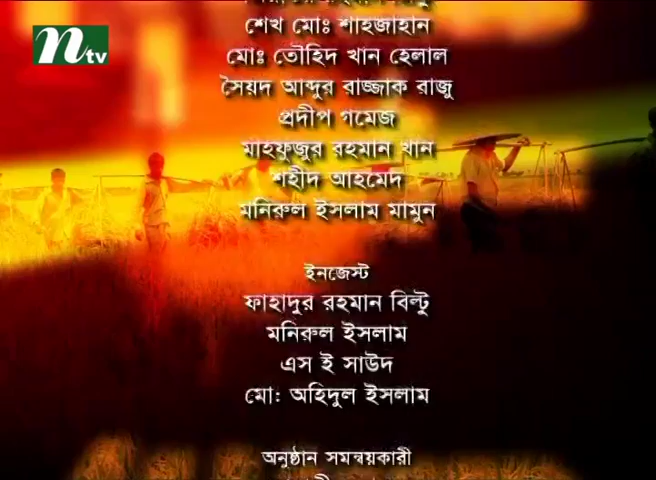 ntv
শেখ মোঃ শাহজাহান
মোঃ তৌহিদ খান হেলাল
সৈয়দ আব্দুর রাজ্জাক রাজু
প্রদীপ গমেজ
মাহফুজুর রহমান খান
শহীদ আহমেদ
মনিরুল ইসলাম মামুন
ইনজেস্ট
ফাহাদুর রহমান বিল্টু
মনিরুল ইসলাম
এস ই সাউদ
মো: অহিদুল ইসলাম
অনুষ্ঠান সমন্বয়কারী